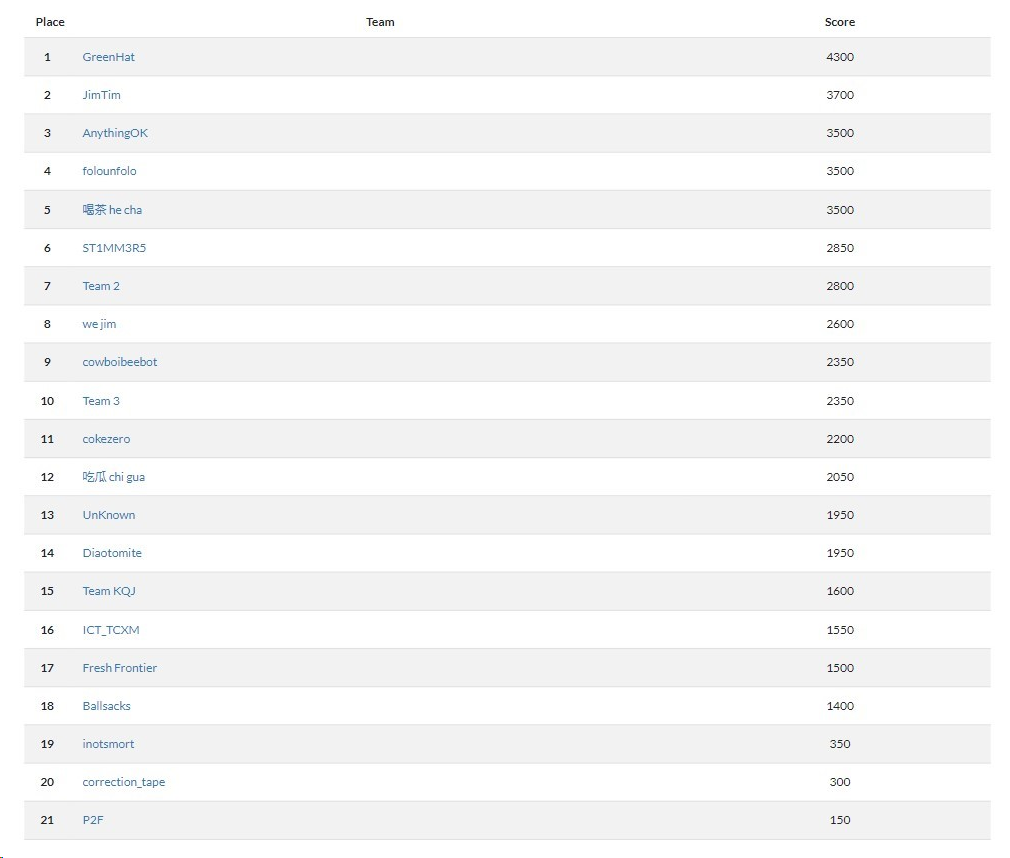 Place Team Score
1 GreenHat 4300
2 JimTim 3700
3 AnythingOK 3500
4 folounfolo 3500
5 喝茶 he cha 3500
6 ST1MM3R5 2850
7 Team 2 2800
8 we jim 2600
9 cowboibeebot 2350
10 Team 3 2350
11 cokezero 2200
12 吃瓜 chi gua 2050
13 UnKnown 1950
14 Diaotomite 1950
15 Team KQJ 1600
16 ICT_TCXM 1550
17 Fresh Frontier 1500
18 Ballsacks 1400
19 inotsmort 350
20 correction_tape 300
21 P2F 150